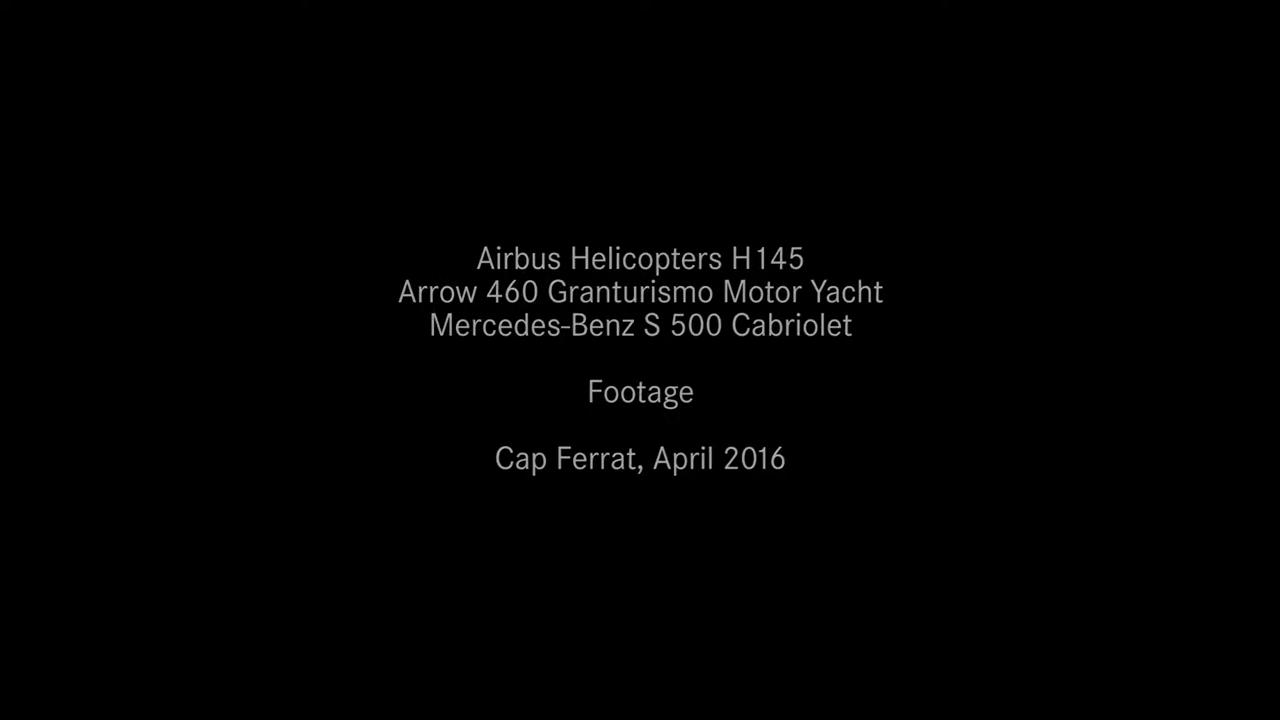 Airbus Helicopters H145
Arrow 460 Granturismo Motor Yacht
Mercedes-Benz S 500 Cabriolet
Footage
Cap Ferrat, April 2016